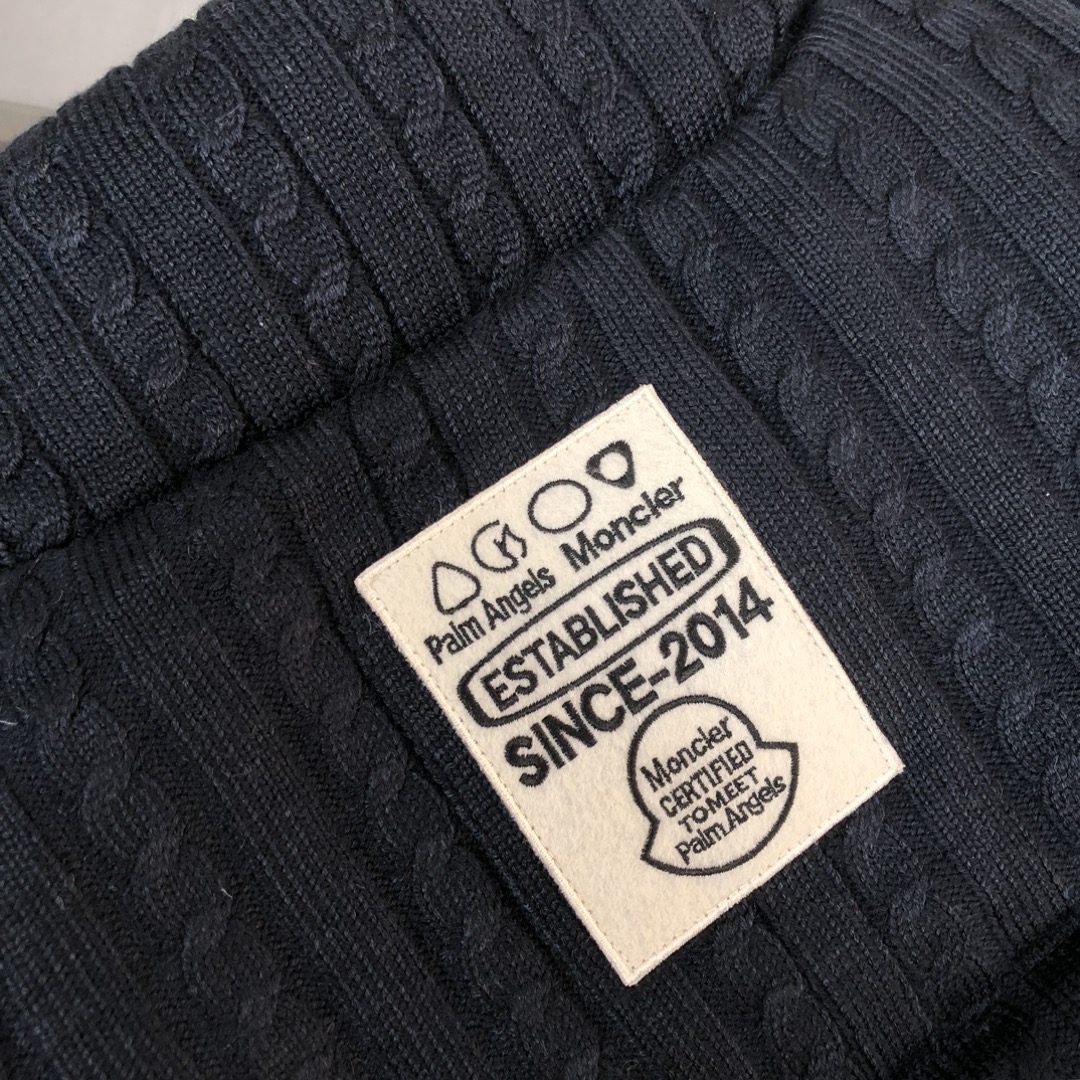 Palm Angels Moncler
ESTABLISHED
SINCE-2014
Moncler
CERTIFIED
TOMEET
Palm Angels